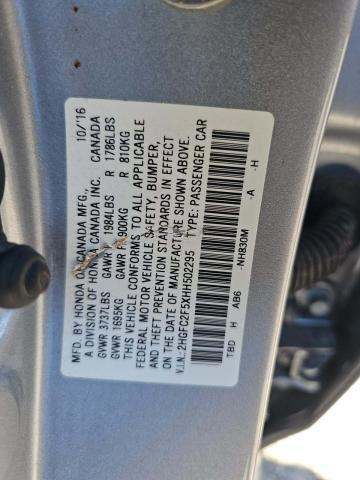 MFD. BY HONDA OF CANADA MFG., 10/'16
A DIVISION OF HONDA CANADA INC. CANADA
GVWR 3737LBS GAWR F 1984LBS R 1786LBS
GVWR 1695KG GAWR F 900KG R 810KG
THIS VEHICLE CONFORMS TO ALL APPLICABLE
FEDERAL MOTOR VEHICLE SAFETY, BUMPER,
AND THEFT PREVENTION STANDARDS IN EFFECT
ON THE DATE OF MANUFACTURE SHOWN ABOVE.
V.I.N.:2HGFC2F5XHH502295 TYPE:PASSENGER CAR
NH830M -A -H
TBD H AB6